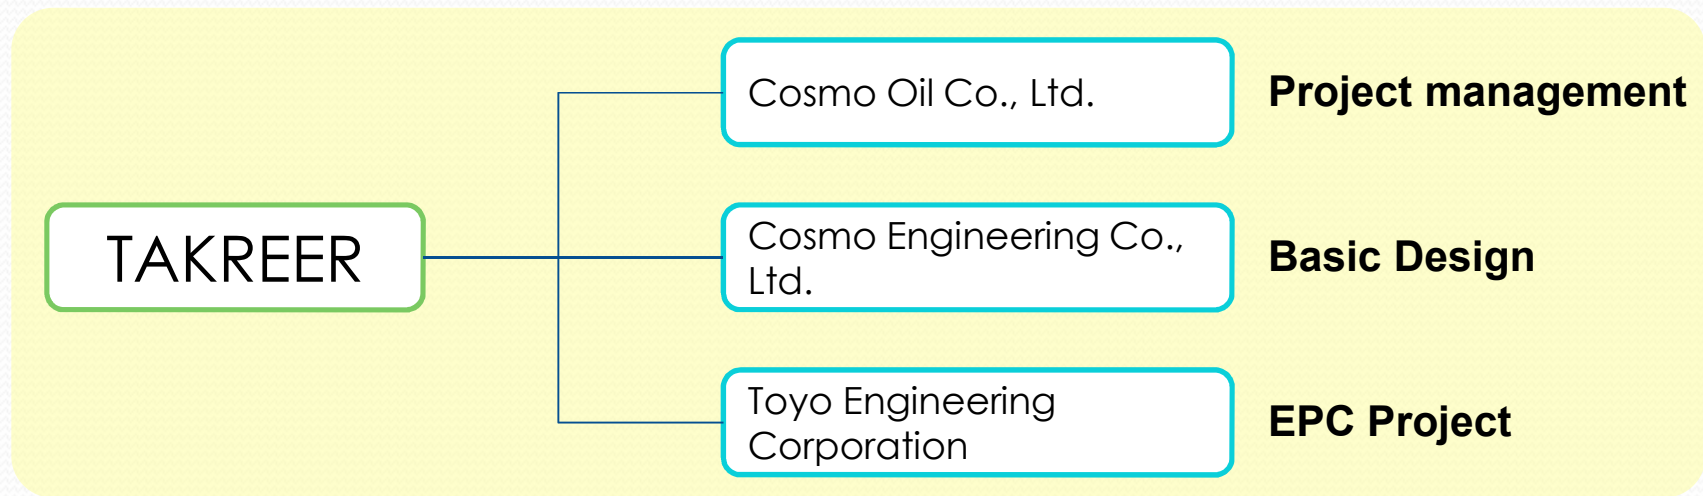 Cosmo Oil Co., Ltd.
Project management
TAKREER
Cosmo Engineering Co.,
Ltd.
Basic Design
Toyo Engineering
Corporation
EPC Project